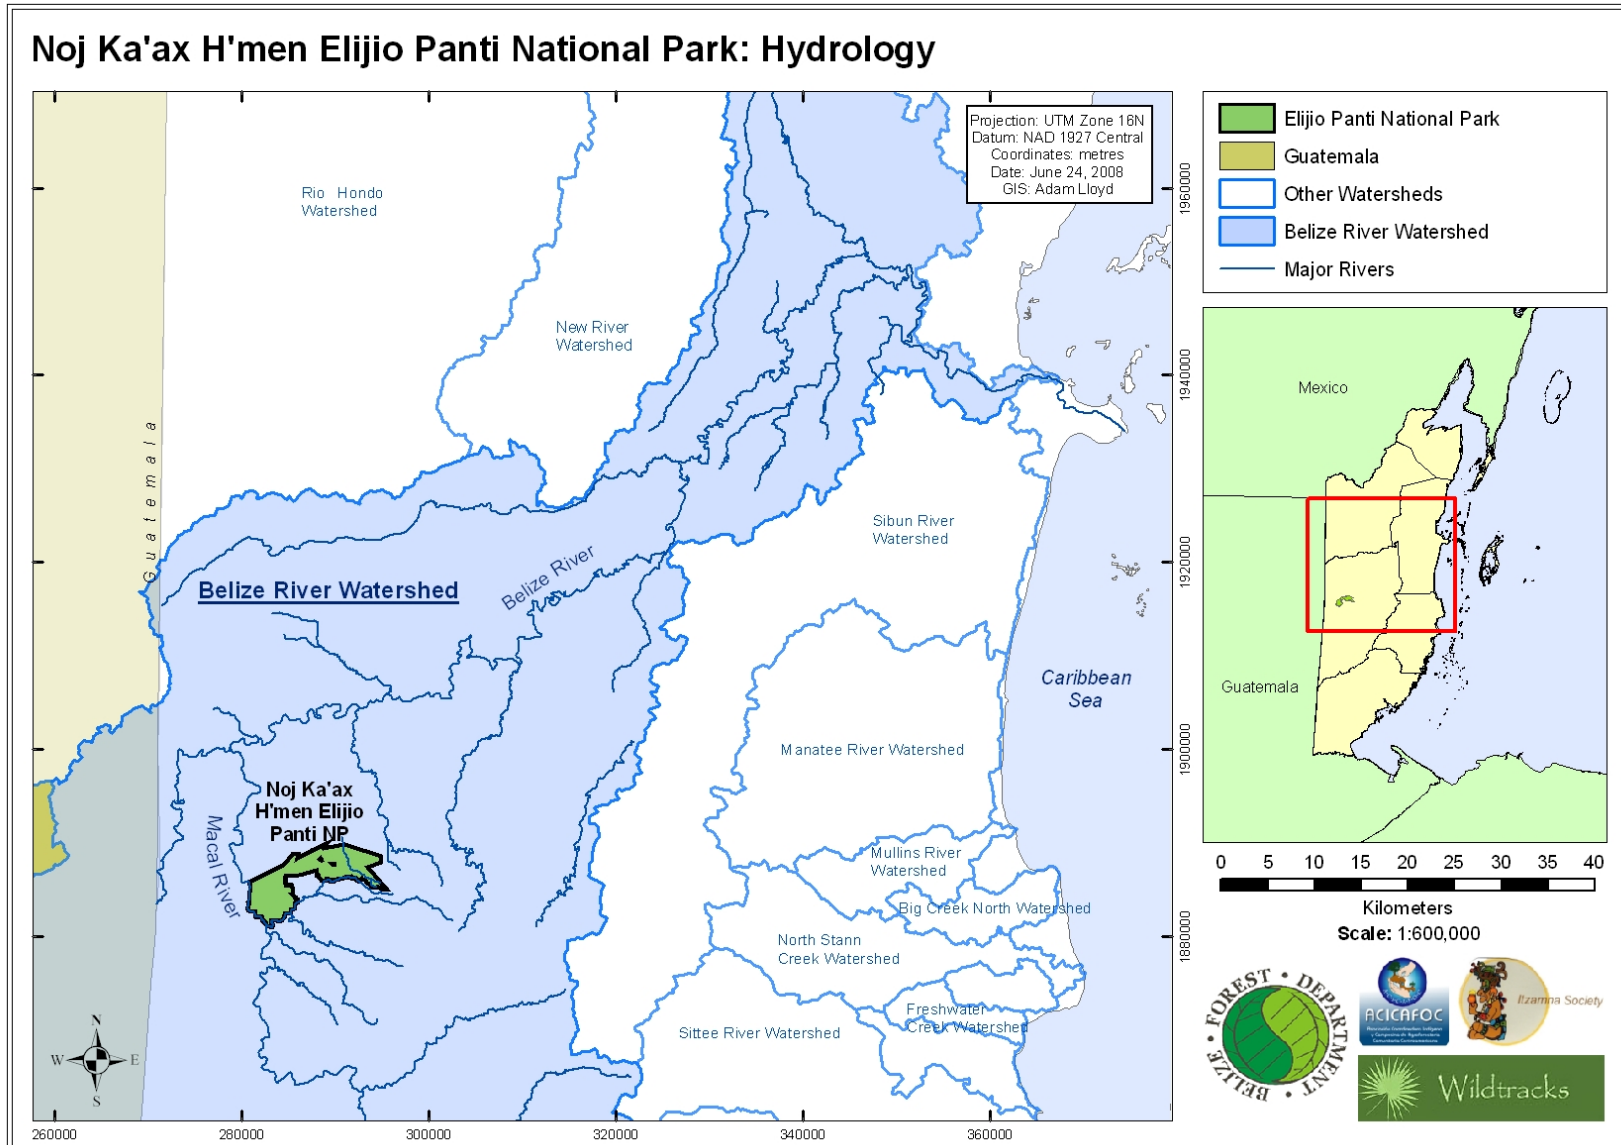 Noj Ka'ax H'men Elijio Panti National Park: Hydrology
Projection: UTM Zone 16N
Datum: NAD 1927 Central
Coordinates: metres
Date: June 24, 2008
GIS: Adam Lloyd
Rio Hondo
Watershed
New River
Watershed
Guatemala
Belize River Watershed
Belize River
Sibun River
Watershed
Caribbean
Sea
Manatee River Watershed
Noj Ka'ax
H'men Elijio
Panti NP
Macal River
Mullins River
Watershed
Big Creek North Watershed
North Stann
Creek Watershed
Freshwater
Creek Watershed
Sittee River Watershed
N
W
E
S
260000
280000
300000
320000
340000
360000
1960000
1940000
1920000
1900000
1880000
Elijio Panti National Park
Guatemala
Other Watersheds
Belize River Watershed
Major Rivers
Mexico
Guatemala
0 5 10 15 20 25 30 35 40
Kilometers
Scale: 1:600,000
BELIZE • FOREST • DEPARTMENT •
ACICAFOC
Itzamna Society
Wildtracks